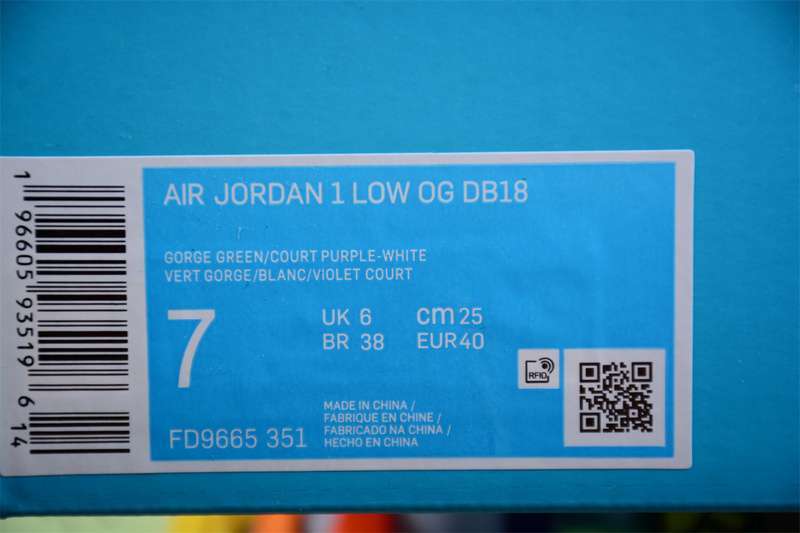 AIR JORDAN 1 LOW OG DB18
GORGE GREEN/COURT PURPLE-WHITE
VERT GORGE/BLANC/VIOLET COURT
7
UK 6
cm 25
BR 38
EUR 40
RFID
MADE IN CHINA /
FABRIQUE EN CHINE /
FABRICADO NA CHINA /
HECHO EN CHINA
FD9665 351
1 96605 93519 6 14